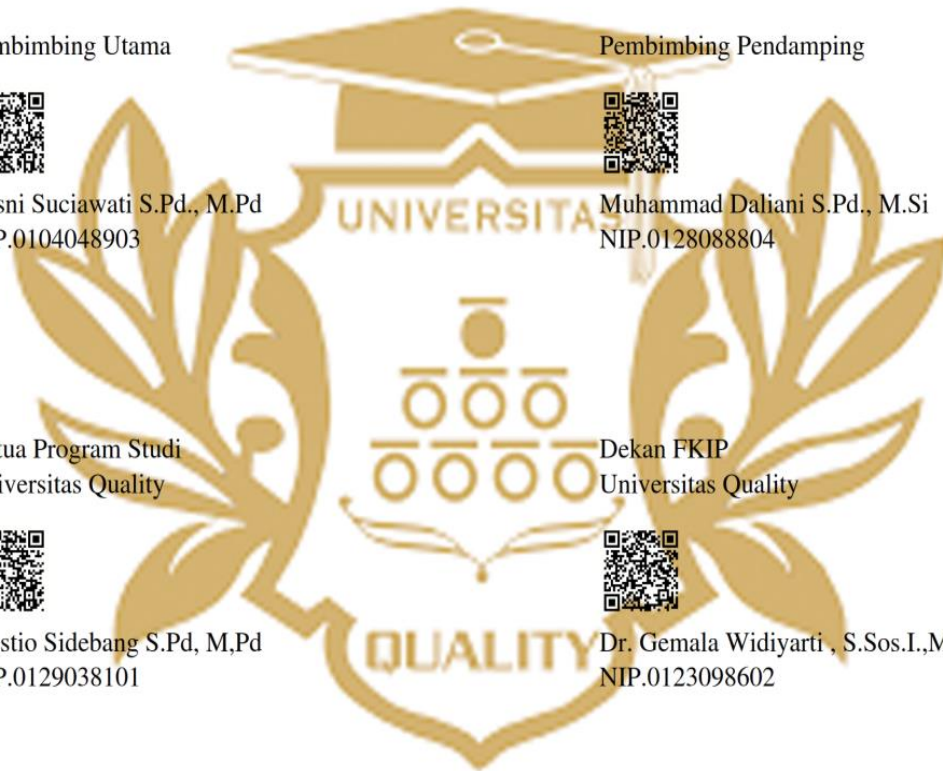 mbimbing Utama
Pembimbing Pendamping
sni Suciawati S.Pd., M.Pd
P.0104048903
Muhammad Daliani S.Pd., M.Si
NIP.0128088804
UNIVERSITAS
tua Program Studi
iversitas Quality
Dekan FKIP
Universitas Quality
stio Sidebang S.Pd, M,Pd
P.0129038101
Dr. Gemala Widiyarti , S.Sos.I.,M
NIP.0123098602
QUALITY